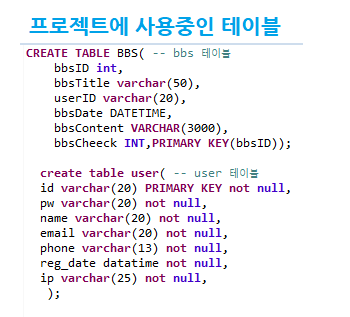 프로젝트에 사용중인 테이블
CREATE TABLE BBS( -- bbs 테이블
bbsID int,
bbsTitle varchar(50),
userID varchar(20),
bbsDate DATETIME,
bbsContent VARCHAR(3000),
bbsCheeck INT,PRIMARY KEY(bbsID));
create table user( -- user 테이블
id varchar(20) PRIMARY KEY not null,
pw varchar(20) not null,
name varchar(20) not null,
email varchar(20) not null,
phone varchar(13) not null,
reg_date datatime not null,
ip varchar(25) not null,
);